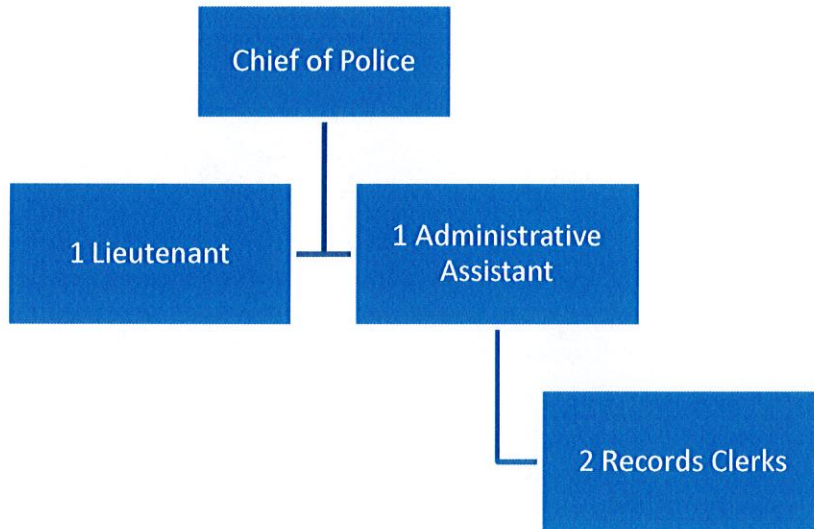 Chief of Police
1 Lieutenant
1 Administrative
Assistant
2 Records Clerks